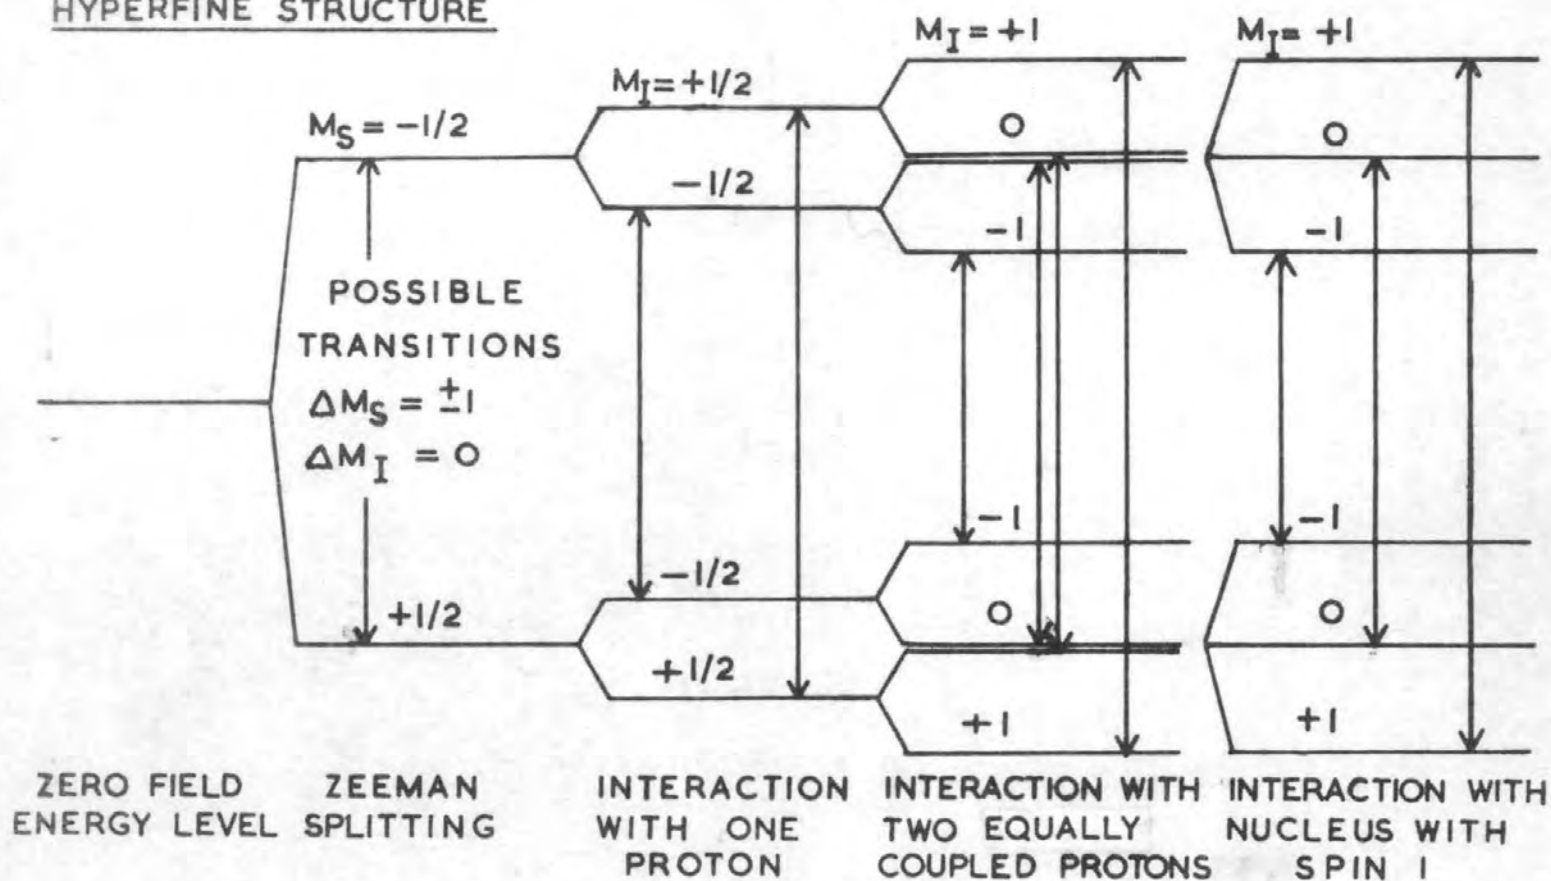 HYPERFINE STRUCTURE
M_S = -1/2
POSSIBLE
TRANSITIONS
ΔM_S = ±1
ΔM_I = 0
+1/2
M_I = +1/2
-1/2
-1/2
+1/2
M_I = +1
0
-1
-1
0
+1
M_I = +1
0
-1
-1
0
+1
ZERO FIELD
ENERGY LEVEL
ZEEMAN
SPLITTING
INTERACTION
WITH ONE
PROTON
INTERACTION WITH
TWO EQUALLY
COUPLED PROTONS
INTERACTION WITH
NUCLEUS WITH
SPIN 1